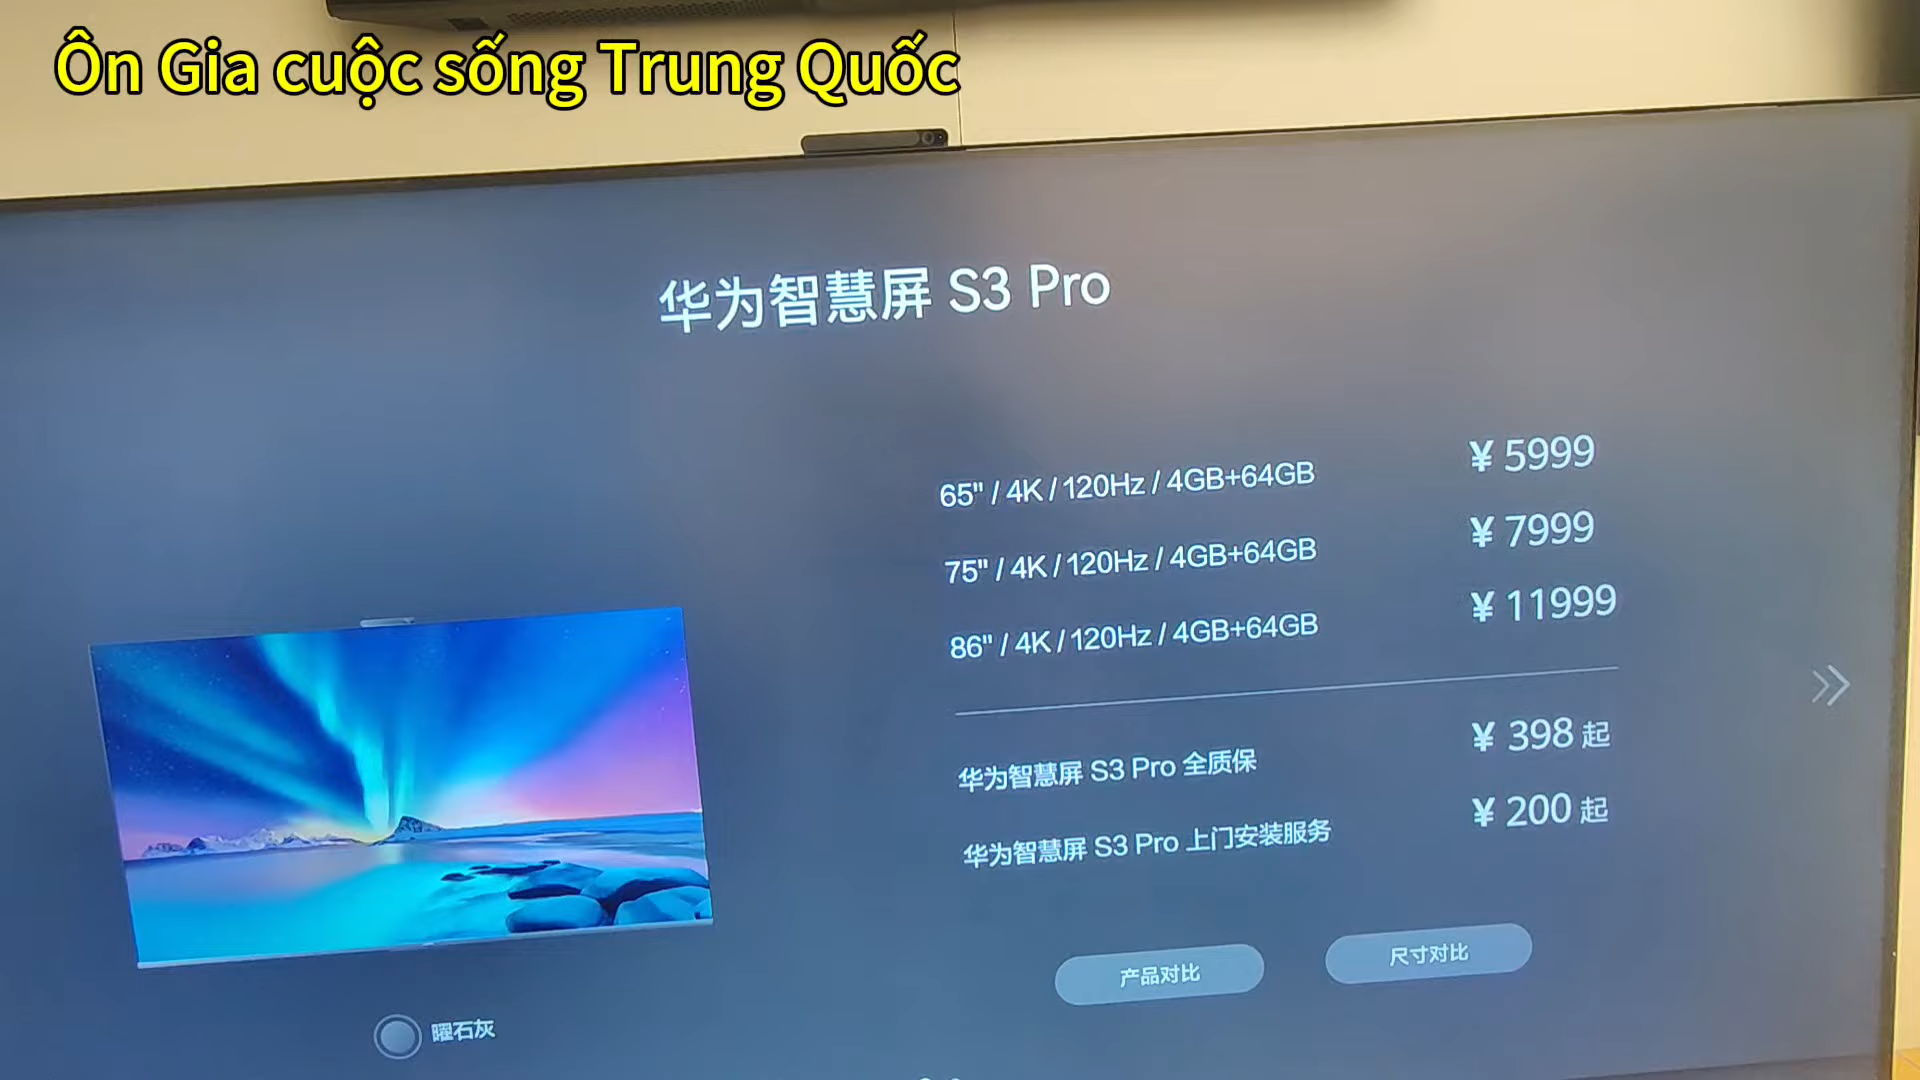 Ôn Gia cuộc sống Trung Quốc
华为智慧屏 S3 Pro
65" / 4K / 120Hz / 4GB+64GB ¥ 5999
75" / 4K / 120Hz / 4GB+64GB ¥ 7999
86" / 4K / 120Hz / 4GB+64GB ¥ 11999
华为智慧屏 S3 Pro 全质保 ¥ 398 起
华为智慧屏 S3 Pro 上门安装服务 ¥ 200 起
产品对比 尺寸对比
曜石灰